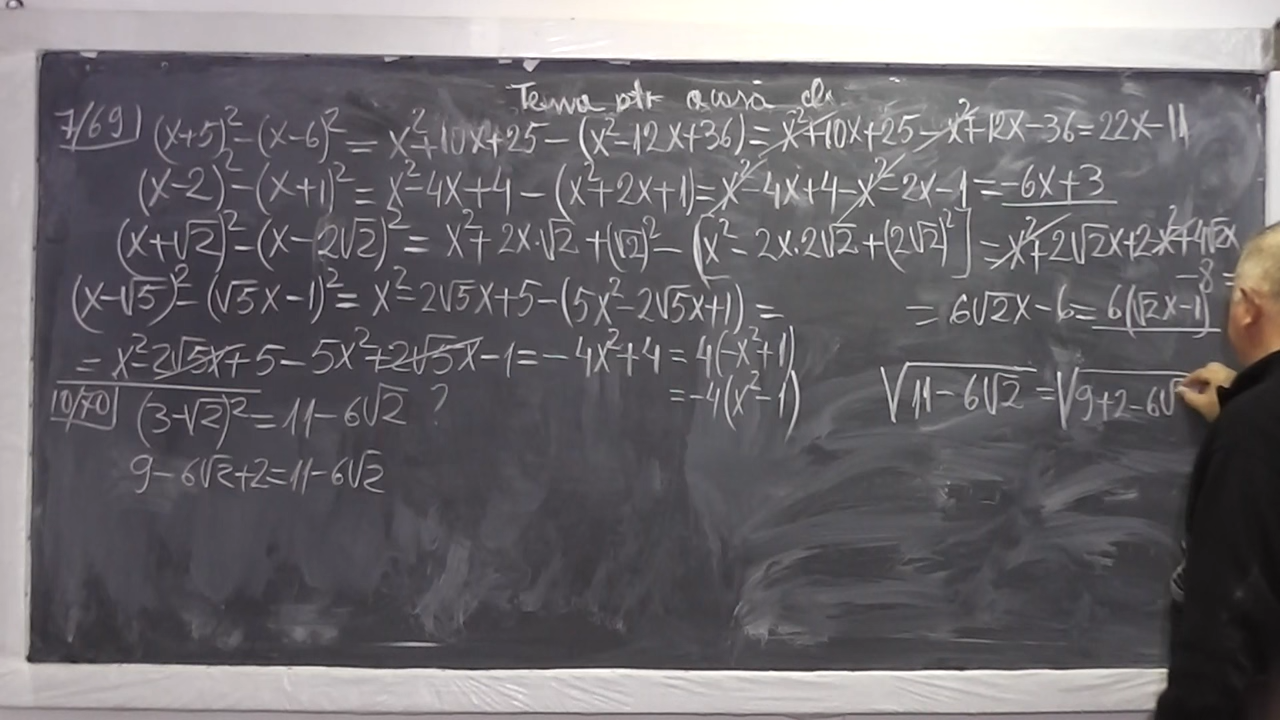 Tema ptr acasă
7/69) (x+5)²-(x-6)² = x²+10x+25-(x²-12x+36) = x²+10x+25-x²+12x-36=22x-11
(x-2)²-(x+1)² = x²-4x+4-(x²+2x+1)=x²-4x+4-x²-2x-1=-6x+3
(x+√2)²-(x-2√2)² = x²+2x·√2+(√2)²-[x²-2x·2√2+(2√2)²] = x²+2√2x+2-x²+4√2x
-8=
(x-√5)²-(√5x-1)² = x²-2√5x+5-(5x²-2√5x+1) = = 6√2x-6=6(√2x-1)
= x²-2√5x+5-5x²+2√5x-1=-4x²+4 = 4(-x²+1)
=-4(x²-1)
10/70 (3-√2)²=11-6√2 ? √11-6√2 = √9+2-6√
9-6√2+2=11-6√2